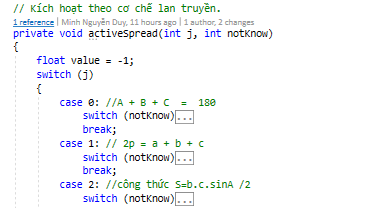 // Kích hoạt theo cơ chế lan truyền.
1 reference | Minh Nguyễn Duy, 11 hours ago | 1 author, 2 changes
private void activeSpread(int j, int notKnow)
{
float value = -1;
switch (j)
{
case 0: //A + B + C = 180
switch (notKnow)...
break;
case 1: // 2p = a + b + c
switch (notKnow)...
break;
case 2: //công thức S=b.c.sinA /2
switch (notKnow)...